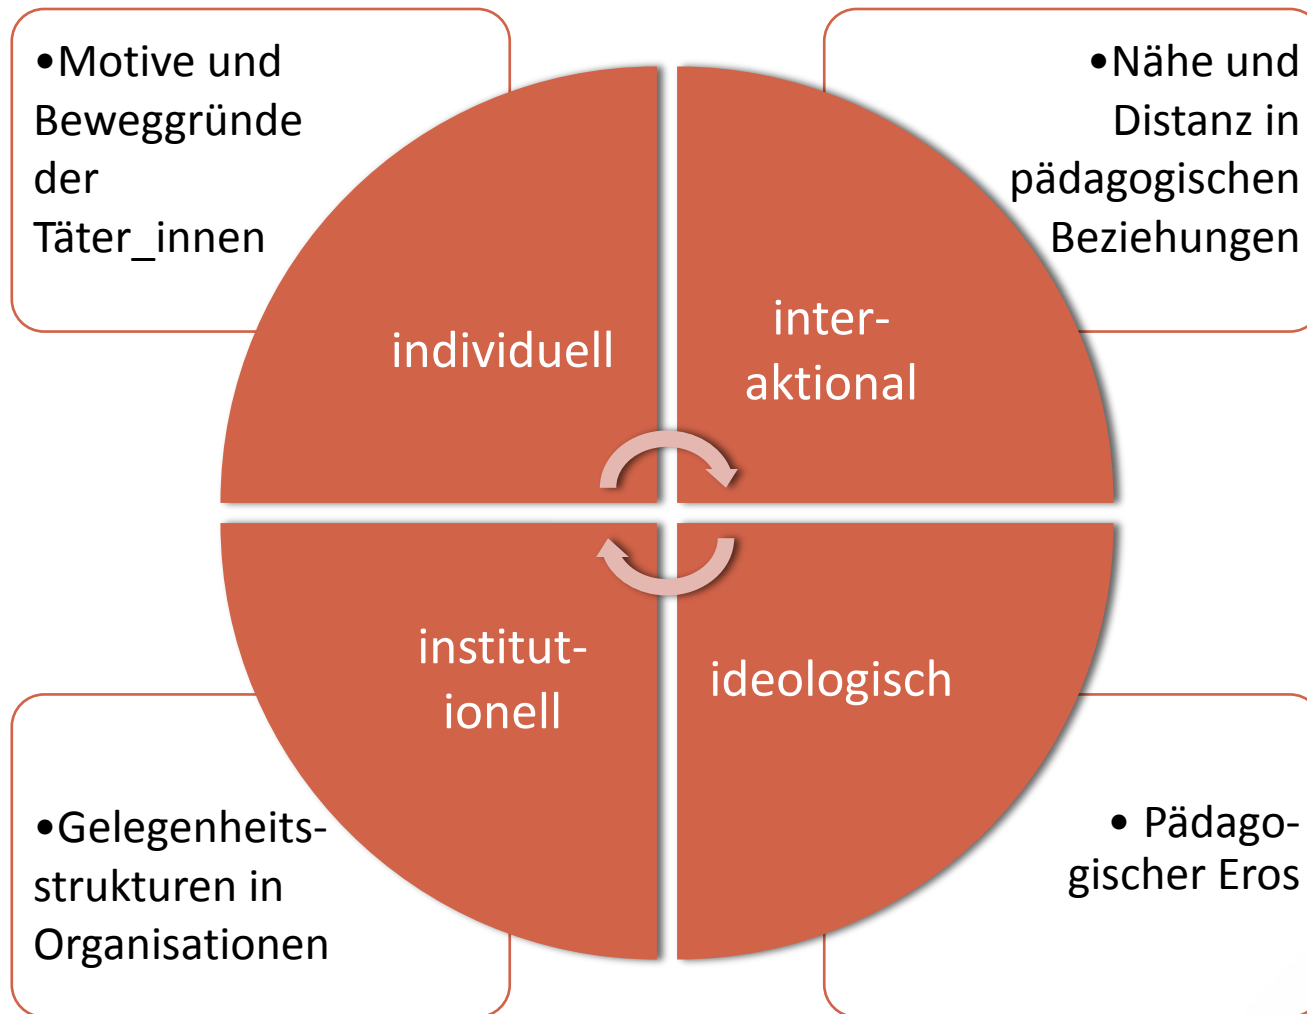 •Motive und
Beweggründe
der
Täter_innen
•Nähe und
Distanz in
pädagogischen
Beziehungen
individuell
inter-
aktional
institut-
ionell
ideologisch
•Gelegenheits-
strukturen in
Organisationen
• Pädago-
gischer Eros